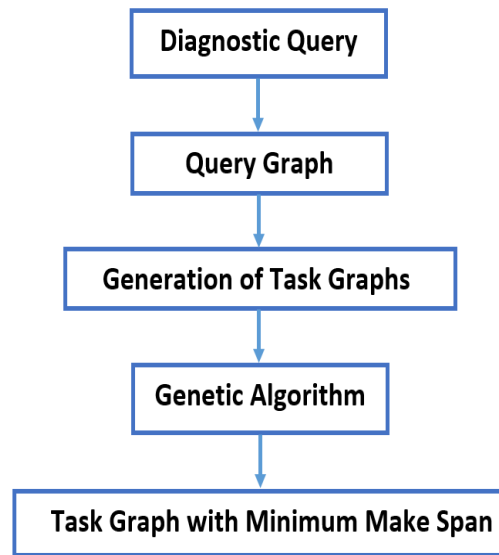 Diagnostic Query
Query Graph
Generation of Task Graphs
Genetic Algorithm
Task Graph with Minimum Make Span